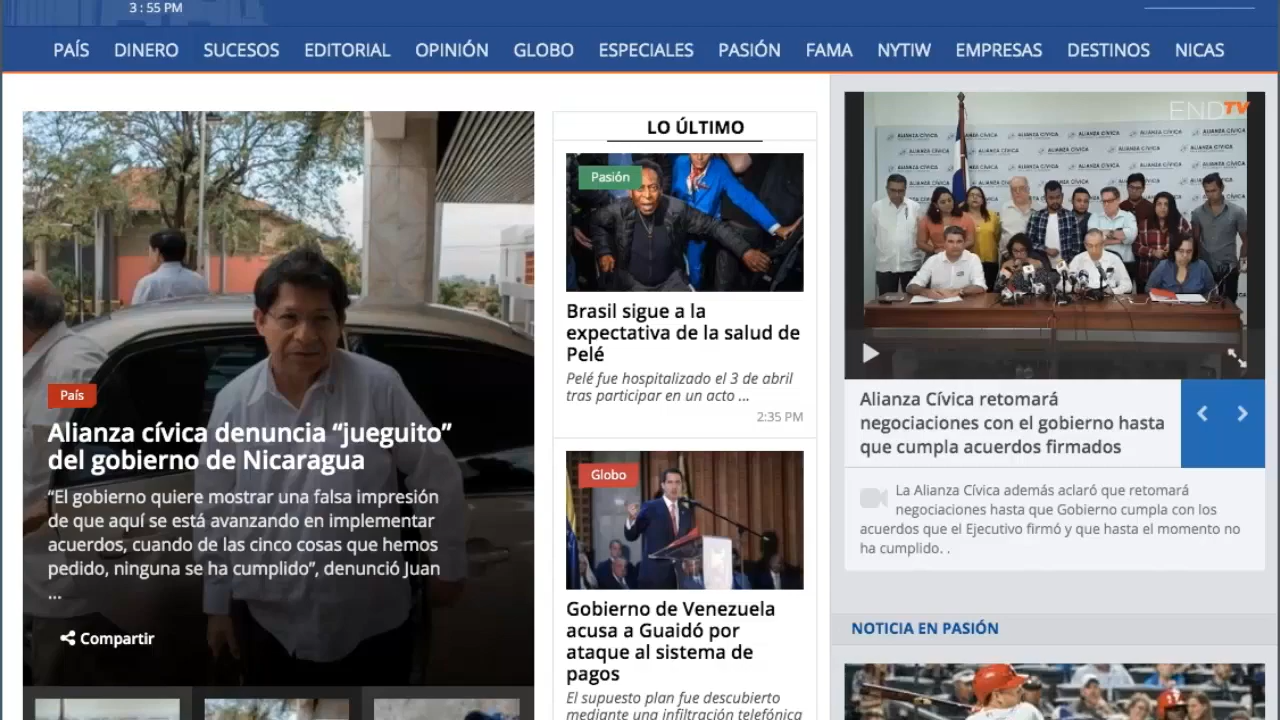 3 : 55 PM
PAÍS DINERO SUCESOS EDITORIAL OPINIÓN GLOBO ESPECIALES PASIÓN FAMA NYTIW EMPRESAS DESTINOS NICAS
País
Alianza cívica denuncia “jueguito”
del gobierno de Nicaragua
“El gobierno quiere mostrar una falsa impresión
de que aquí se está avanzando en implementar
acuerdos, cuando de las cinco cosas que hemos
pedido, ninguna se ha cumplido”, denunció Juan
...
Compartir
LO ÚLTIMO
Pasión
Brasil sigue a la
expectativa de la salud de
Pelé
Pelé fue hospitalizado el 3 de abril
tras participar en un acto ...
2:35 PM
Globo
Gobierno de Venezuela
acusa a Guaidó por
ataque al sistema de
pagos
El supuesto plan fue descubierto
mediante una infiltración telefónica
ENDTV
ALIANZA CÍVICA
Alianza Cívica retomará
negociaciones con el gobierno hasta
que cumpla acuerdos firmados
La Alianza Cívica además aclaró que retomará
negociaciones hasta que Gobierno cumpla con los
acuerdos que el Ejecutivo firmó y que hasta el momento no
ha cumplido. .
NOTICIA EN PASIÓN